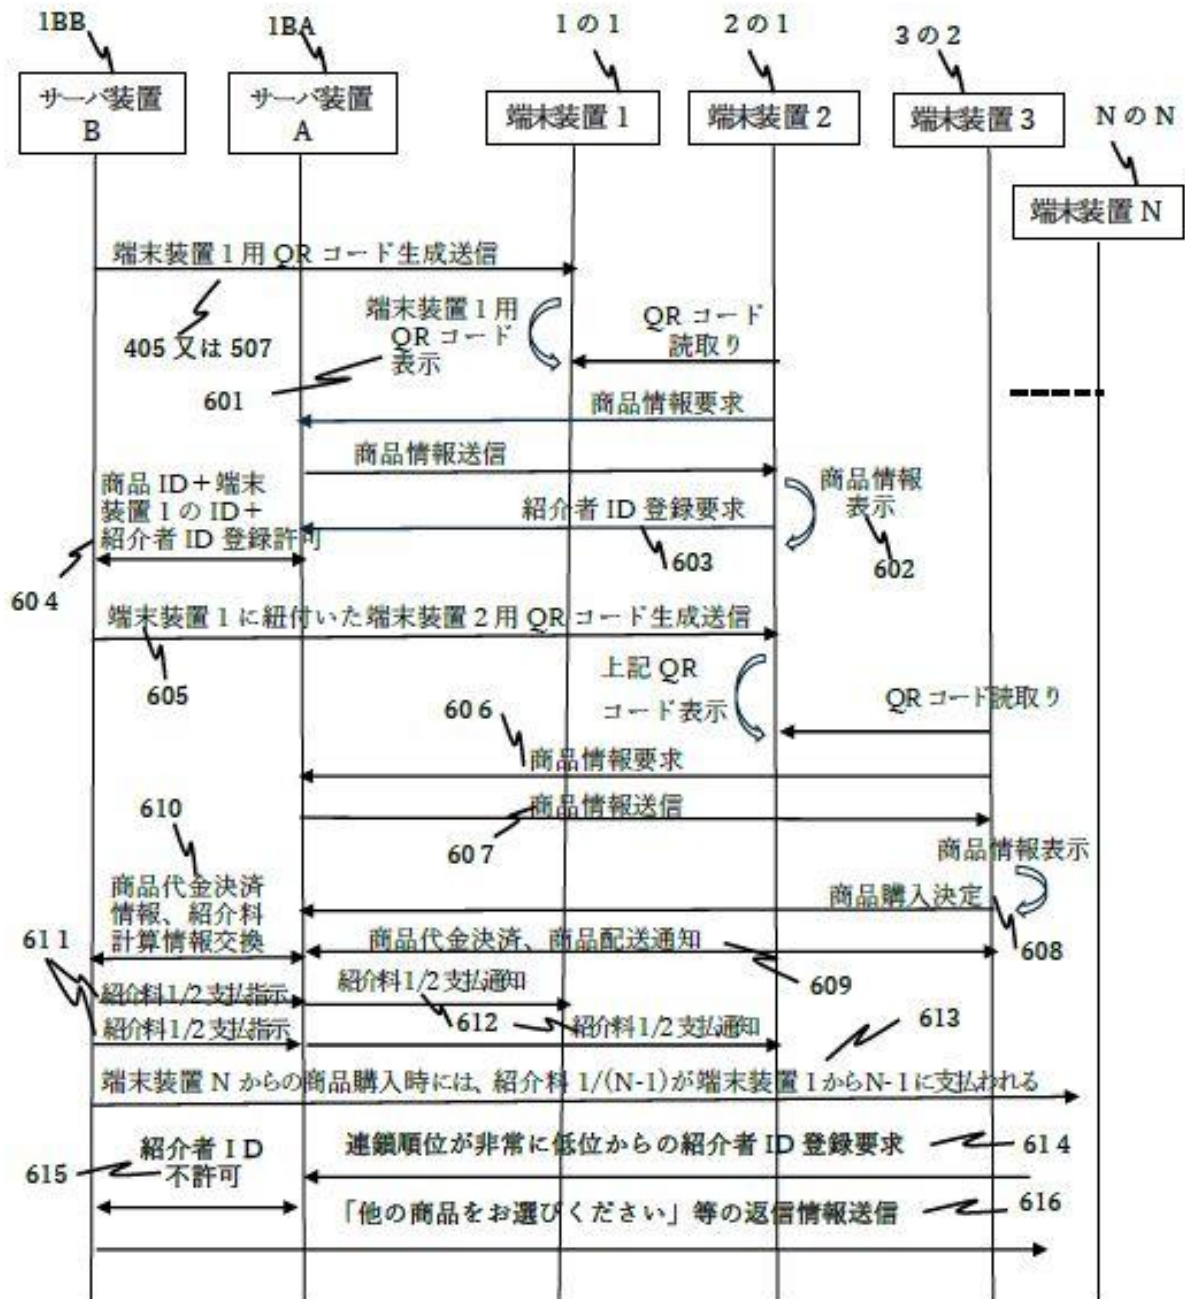 1BB
1BA
1の1
2の1
3の2
NのN
サーバ装置
B
サーバ装置
A
端末装置1
端末装置2
端末装置3
端末装置N
端末装置1用QRコード生成送信
405又は507
端末装置1用
QRコード
表示
601
QRコード
読取り
商品情報要求
商品情報送信
商品ID+端末
装置1のID+
紹介者ID登録許可
604
紹介者ID登録要求
603
商品情報
表示
602
端末装置1に紐付いた端末装置2用QRコード生成送信
605
上記QR
コード表示
QRコード読取り
606
商品情報要求
商品情報送信
607
商品情報表示
610
商品代金決済
情報、紹介料
計算情報交換
商品購入決定
608
611
商品代金決済、商品配送通知
609
紹介料1/2支払指示
紹介料1/2支払通知
紹介料1/2支払指示
612
紹介料1/2支払通知
613
端末装置Nからの商品購入時には、紹介料1/(N-1)が端末装置1からN-1に支払われる
紹介者ID
不許可
615
連鎖順位が非常に低位からの紹介者ID登録要求
614
「他の商品をお選びください」等の返信情報送信
616